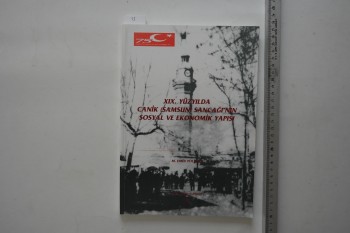 XIX. YÜZYILDA
CANİK (SAMSUN) SANCAĞI'NIN
SOSYAL VE EKONOMİK YAPISI